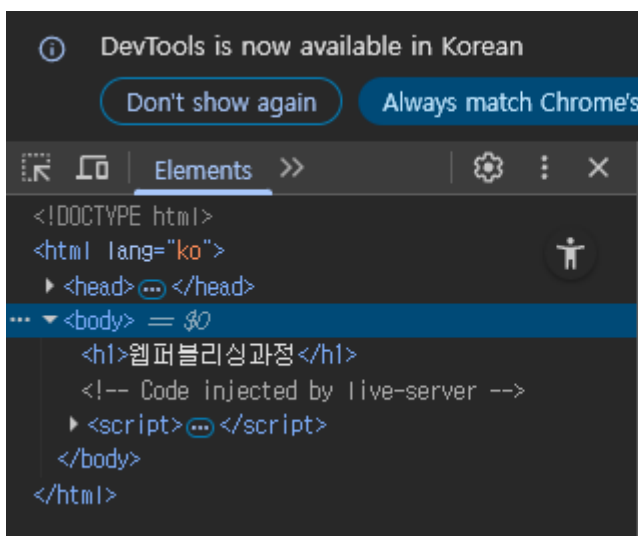 DevTools is now available in Korean
Don't show again Always match Chrome's
Elements
<!DOCTYPE html>
<html lang="ko">
<head>⋯</head>
<body> == $0
<h1>웹퍼블리싱과정</h1>
<!-- Code injected by live-server -->
<script>⋯</script>
</body>
</html>